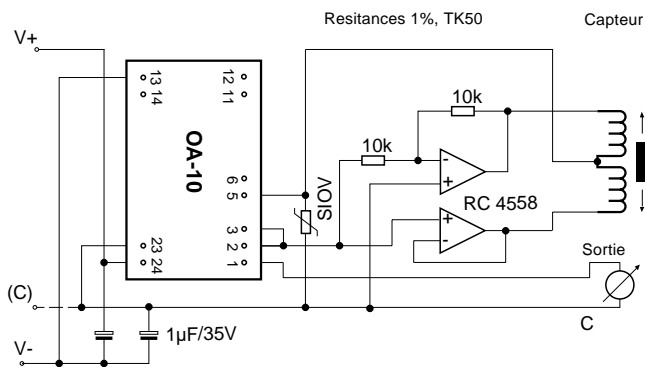 Resitances 1%, TK50
Capteur
V+
13
14
12
11
10k
10k
OA-10
6
5
SIOV
RC 4558
3
2
1
23
24
Sortie
(C)
C
1µF/35V
V-
-
+
+
-